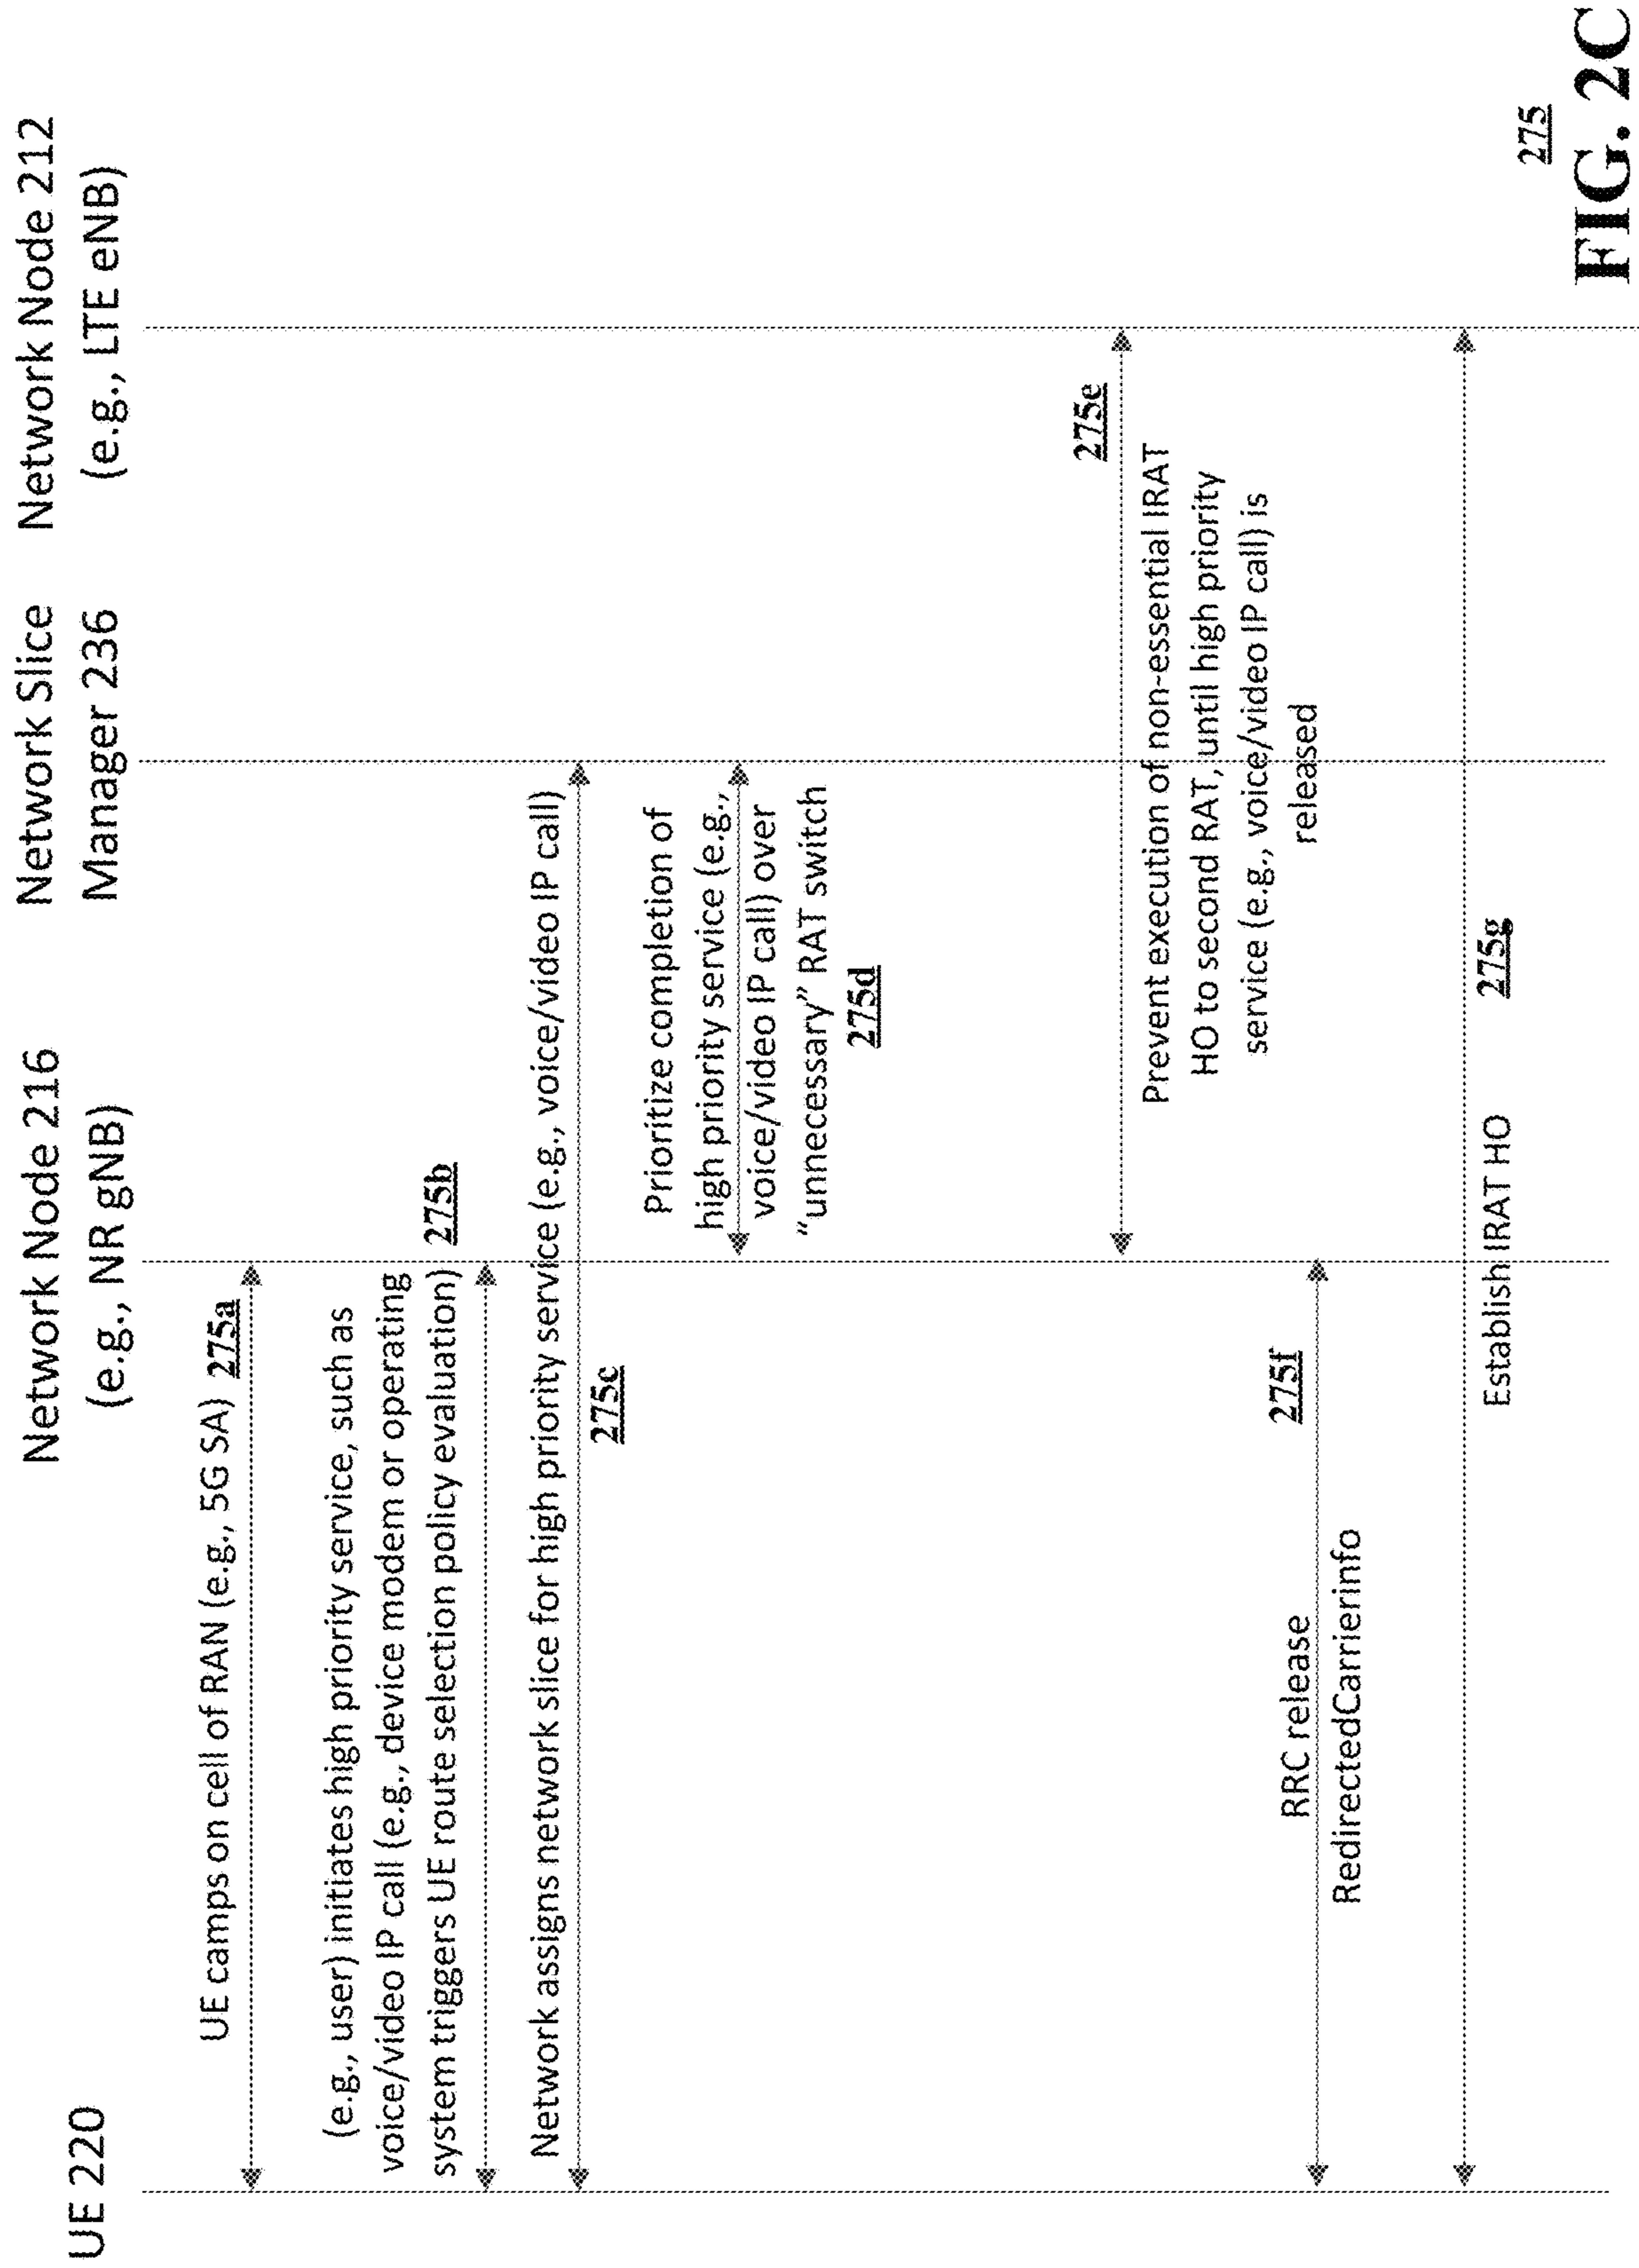 UE 220
Network Node 216
(e.g., NR gNB)
Network Slice
Manager 236
Network Node 212
(e.g., LTE eNB)
UE camps on cell of RAN (e.g., 5G SA) 275a
(e.g., user) initiates high priority service, such as
voice/video IP call (e.g., device modem or operating
system triggers UE route selection policy evaluation)
275b
Network assigns network slice for high priority service (e.g., voice/video IP call)
275c
Prioritize completion of
high priority service (e.g.,
voice/video IP call) over
“unnecessary” RAT switch
275d
275e
Prevent execution of non-essential IRAT
HO to second RAT, until high priority
service (e.g., voice/video IP call) is
released
275f
RRC release
RedirectedCarrierinfo
Establish IRAT HO
275g
275
FIG. 2C